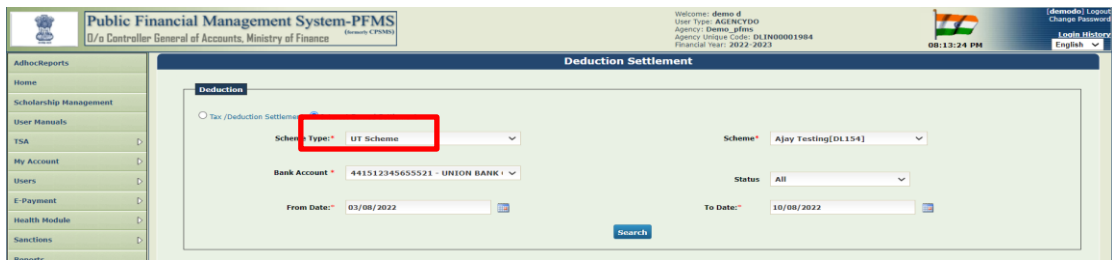 Public Financial Management System-PFMS
(formerly CPSMS)
O/o Controller General of Accounts, Ministry of Finance
Welcome: demo d
User Type: AGENCYDO
Agency: Demo_pfms
Agency Unique Code: DLIN00001984
Financial Year: 2022-2023
08:13:24 PM
[demodo] Logout
Change Password
Login History
English
AdhocReports
Home
Scholarship Management
User Manuals
TSA
My Account
Users
E-Payment
Health Module
Sanctions
Reports
Deduction Settlement
Deduction
Tax /Deduction Settlement
Scheme Type:* UT Scheme
Scheme* Ajay Testing[DL154]
Bank Account * 441512345655521 - UNION BANK
Status All
From Date:* 03/08/2022
To Date:* 10/08/2022
Search